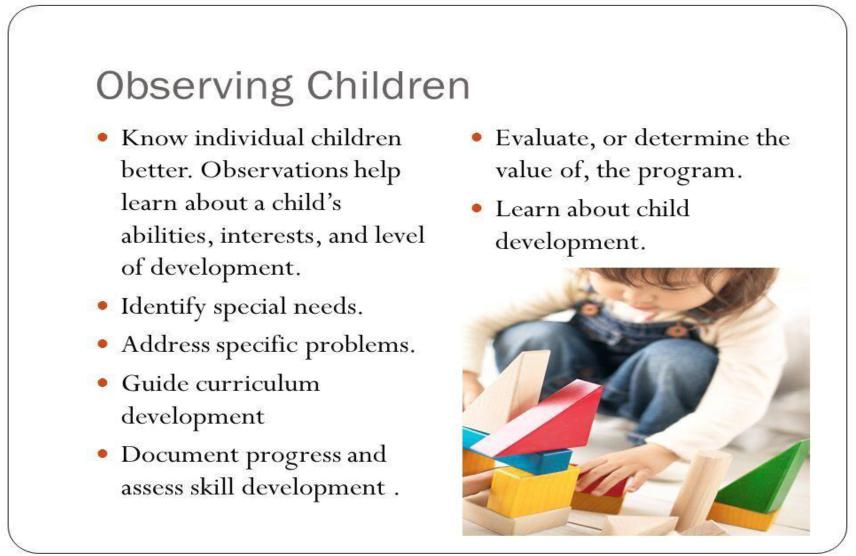 Observing Children
• Know individual children
better. Observations help
learn about a child's
abilities, interests, and level
of development.
• Identify special needs.
• Address specific problems.
• Guide curriculum
development
• Document progress and
assess skill development .
• Evaluate, or determine the
value of, the program.
• Learn about child
development.